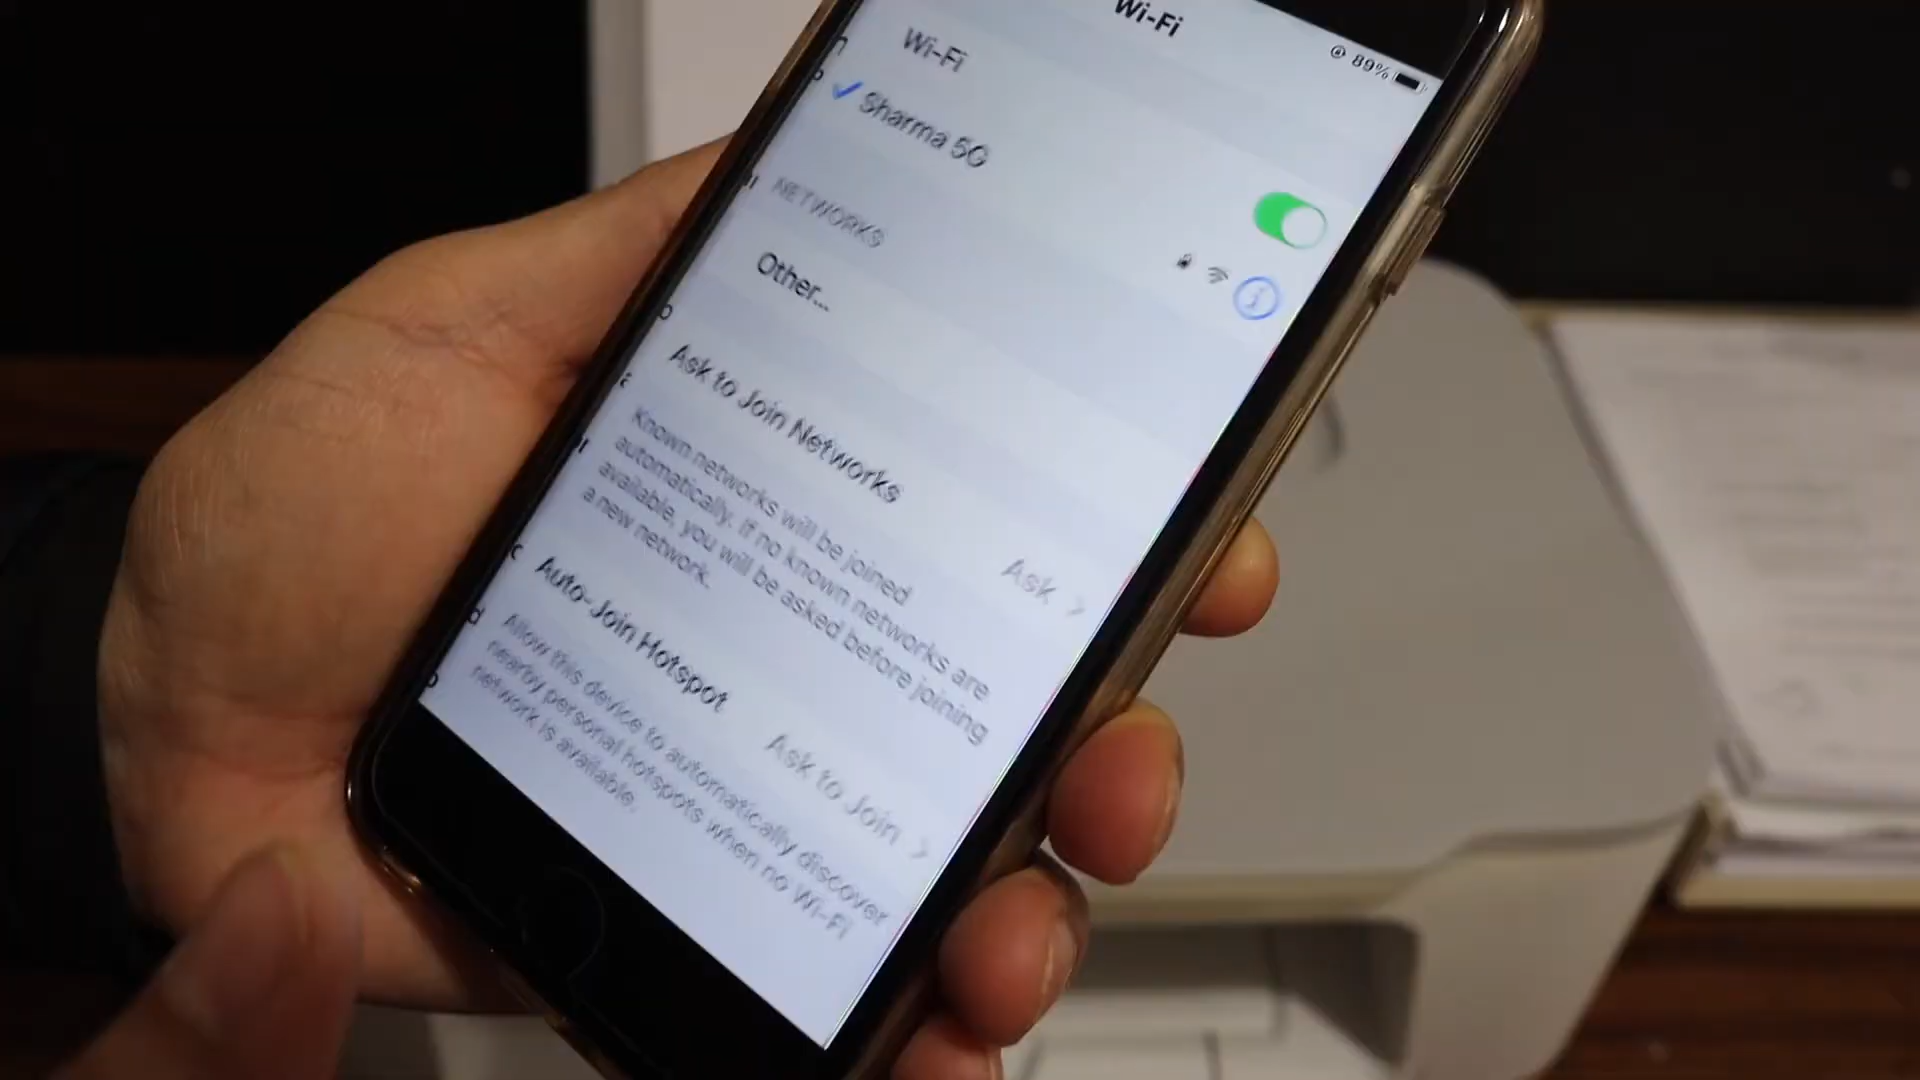 Wi-Fi
89%
Wi-Fi
Sharma 5G
NETWORKS
Other...
Ask to Join Networks
Ask
Known networks will be joined
automatically. If no known networks are
available, you will be asked before joining
a new network.
Auto-Join Hotspot
Ask to Join
Allow this device to automatically discover
nearby personal hotspots when no Wi-Fi
network is available.